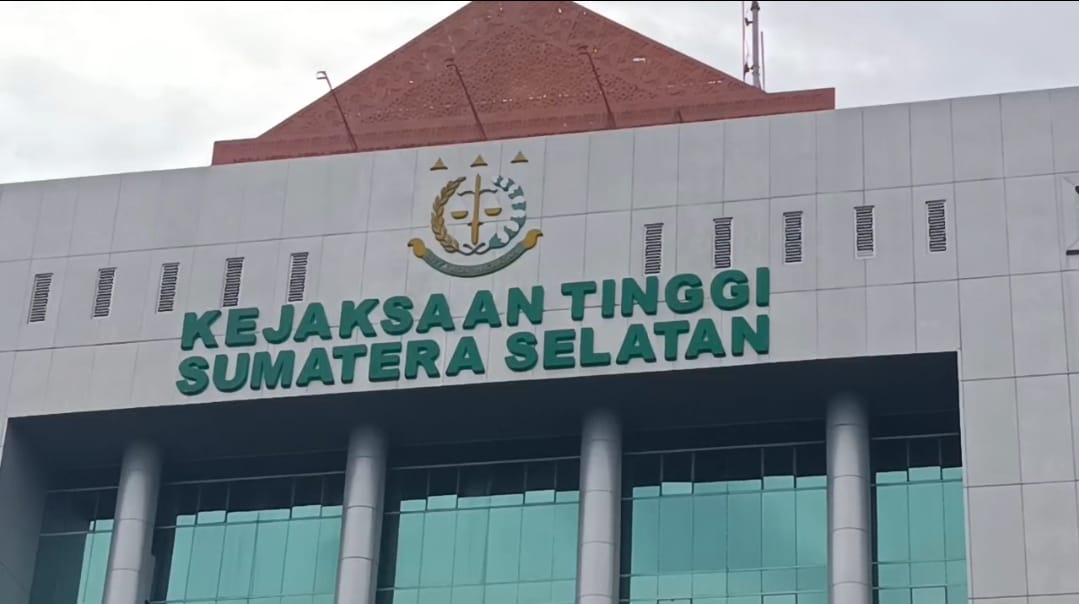 KEJAKSAAN TINGGI
SUMATERA SELATAN